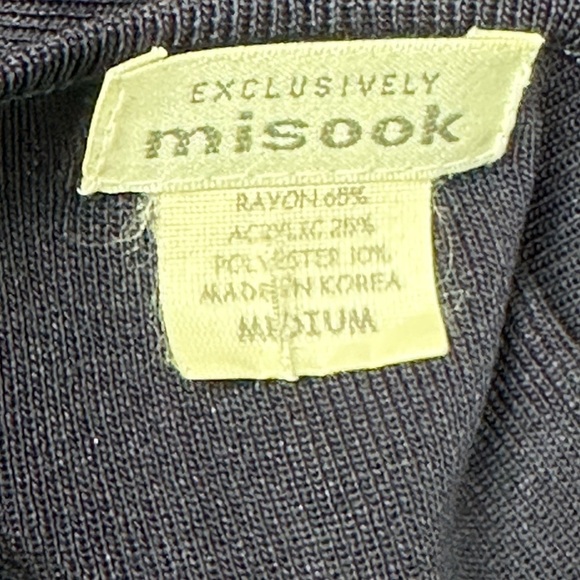 EXCLUSIVELY
misook
RAYON 65%
ACRYLIC 25%
POLYESTER 10%
MADE IN KOREA
MEDIUM